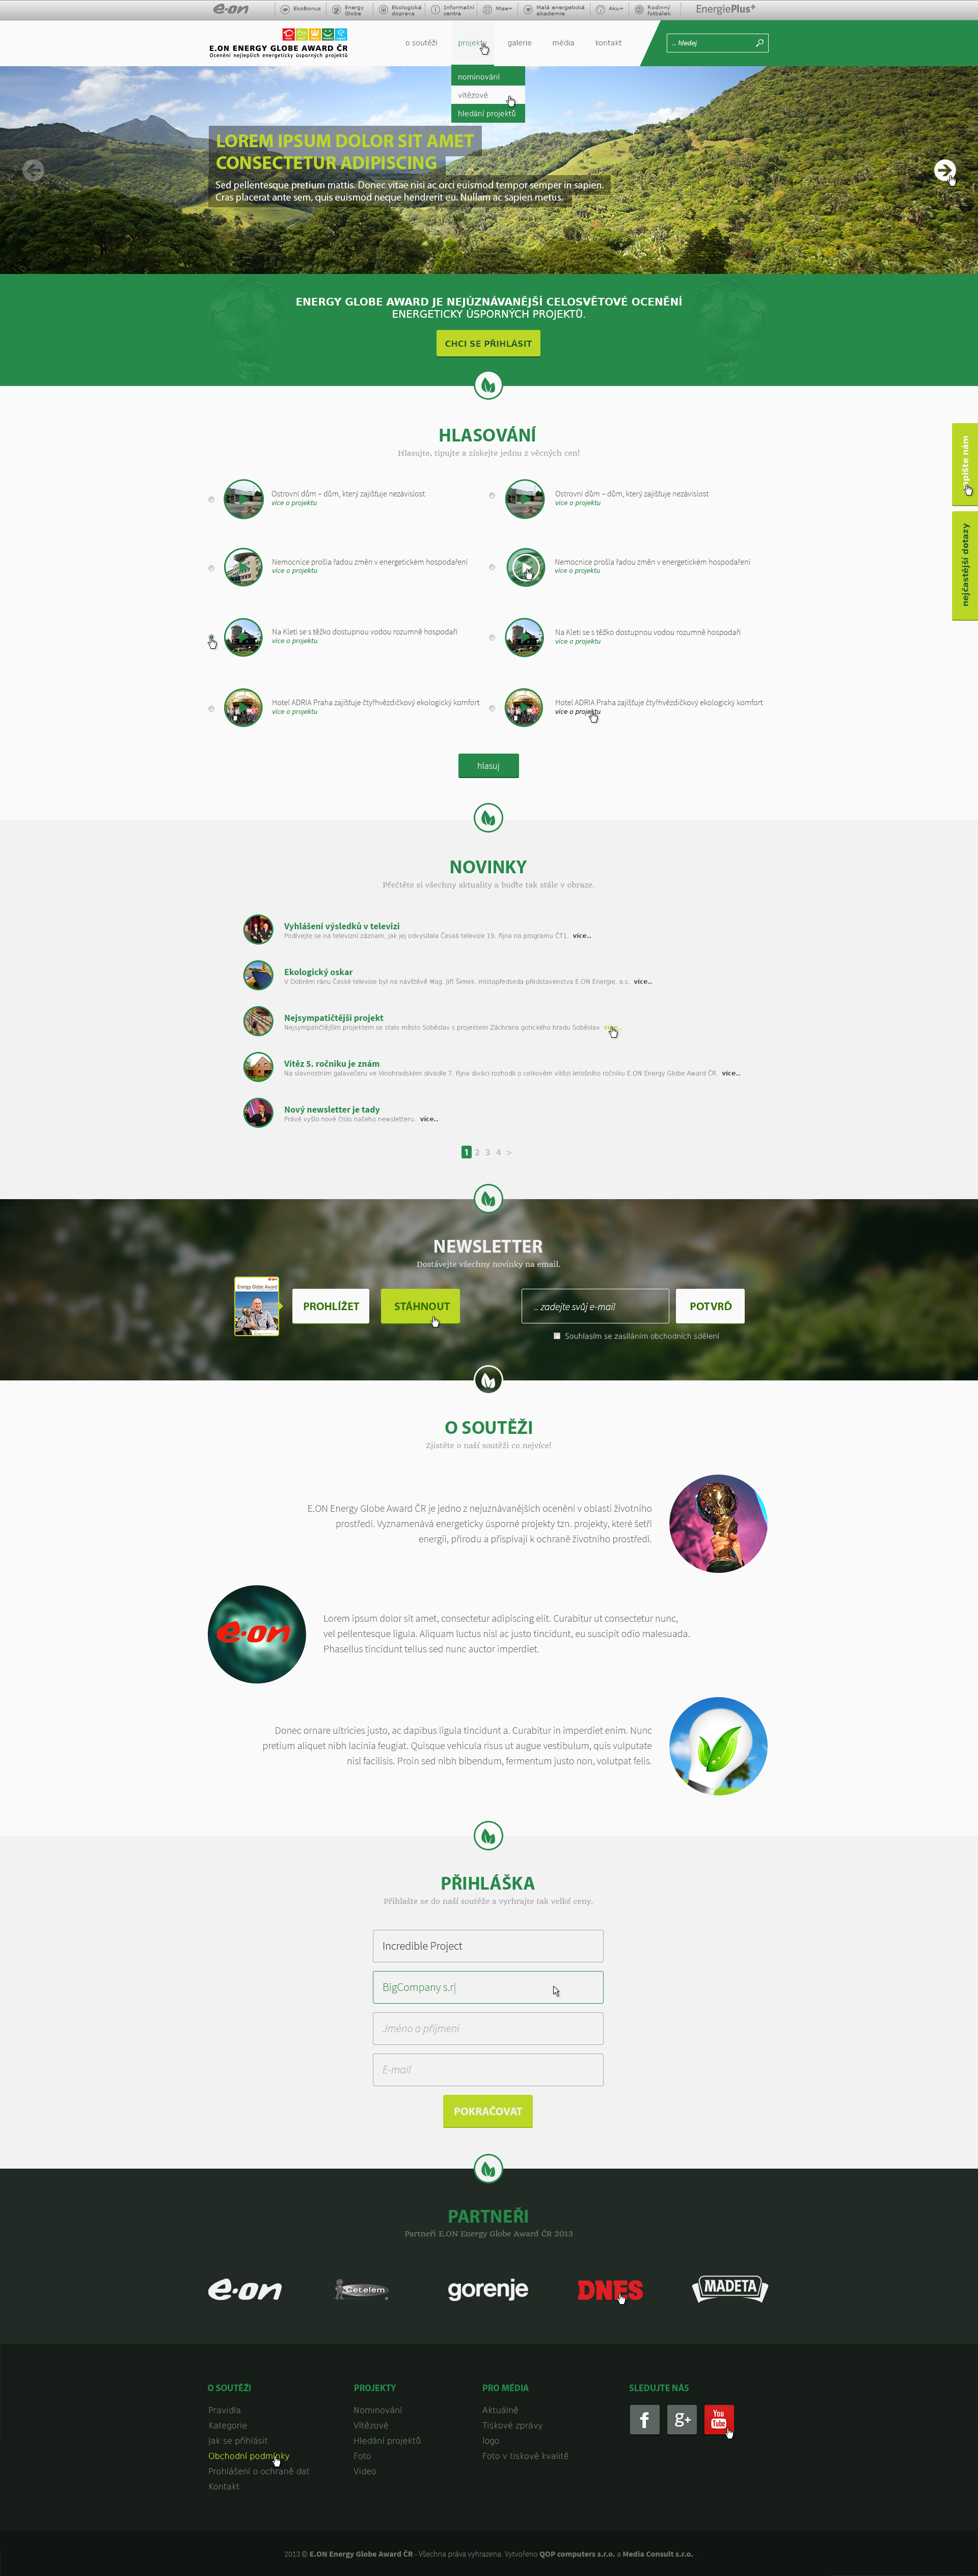 e·on
EkoBonus
Energy
Globe
Ekologická
doprava
Informační
centra
Mae+
Malá energetická
akademie
Aku+
Rodinný
fotbálek
EnergiePlus+
E.ON ENERGY GLOBE AWARD ČR
Ocenění nejlepších energeticky úsporných projektů
o soutěži
projekty
galerie
média
kontakt
.. hledej
nominování
vítězové
hledání projektů
LOREM IPSUM DOLOR SIT AMET
CONSECTETUR ADIPISCING
Sed pellentesque pretium mattis. Donec vitae nisi ac orci euismod tempor semper in sapien.
Cras placerat ante sem, quis euismod neque hendrerit eu. Nullam ac sapien metus.
ENERGY GLOBE AWARD JE NEJÚZNÁVANĚJŠÍ CELOSVĚTOVÉ OCENĚNÍ
ENERGETICKY ÚSPORNÝCH PROJEKTŮ.
CHCI SE PŘIHLÁSIT
HLASOVÁNÍ
Hlasujte, tipujte a získejte jednu z věcných cen!
nám
nejčastější dotazy
Ostrovní dům – dům, který zajišťuje nezávislost
více o projektu
Ostrovní dům – dům, který zajišťuje nezávislost
více o projektu
Nemocnice prošla řadou změn v energetickém hospodaření
více o projektu
Nemocnice prošla řadou změn v energetickém hospodaření
více o projektu
Na Kleti se s těžko dostupnou vodou rozumně hospodaří
více o projektu
Na Kleti se s těžko dostupnou vodou rozumně hospodaří
více o projektu
Hotel ADRIA Praha zajišťuje čtyřhvězdičkový ekologický komfort
více o projektu
Hotel ADRIA Praha zajišťuje čtyřhvězdičkový ekologický komfort
více o projektu
hlasuj
NOVINKY
Přečtěte si všechny aktuality a buďte tak stále v obraze.
Vyhlášení výsledků v televizi
Podívejte se na televizní záznam, jak jej odvysílala Česká televize 19. října na programu ČT1. více..
Ekologický oskar
V Dobrém ránu České televize byl na návštěvě Mag. Jiří Šimek, místopředseda představenstva E.ON Energie, a.s. více..
Nejsympatičtější projekt
Nejsympatičtějším projektem se stalo město Soběslav s projektem Záchrana gotického hradu Soběslav
Vítěz 5. ročníku je znám
Na slavnostním galavečeru ve Vinohradském divadle 7. října diváci rozhodli o celkovém vítězi letošního ročníku E.ON Energy Globe Award ČR. více..
Nový newsletter je tady
Právě vyšlo nové číslo našeho newsletteru. více..
1 2 3 4 >
NEWSLETTER
Dostávejte všechny novinky na email.
Energy Globe Award
PROHLÍŽET
STÁHNOUT
.. zadejte svůj e-mail
POTVRĎ
Souhlasím se zasíláním obchodních sdělení
O SOUTĚŽI
Zjistěte o naší soutěži co nejvíce!
E.ON Energy Globe Award ČR je jedno z nejuznávanějších ocenění v oblasti životního
prostředí. Vyznamenává energeticky úsporné projekty tzn. projekty, které šetří
energii, přírodu a přispívají k ochraně životního prostředí.
e·on
Lorem ipsum dolor sit amet, consectetur adipiscing elit. Curabitur ut consectetur nunc,
vel pellentesque ligula. Aliquam luctus nisl ac justo tincidunt, eu suscipit odio malesuada.
Phasellus tincidunt tellus sed nunc auctor imperdiet.
Donec ornare ultricies justo, ac dapibus ligula tincidunt a. Curabitur in imperdiet enim. Nunc
pretium aliquet nibh lacinia feugiat. Quisque vehicula risus ut augue vestibulum, quis vulputate
nisl facilisis. Proin sed nibh bibendum, fermentum justo non, volutpat felis.
PŘIHLÁŠKA
Přihlašte se do naší soutěže a vyrhrajte tak velké ceny.
Incredible Project
BigCompany s.r
Jméno a příjmení
E-mail
POKRAČOVAT
PARTNEŘI
Partneři E.ON Energy Globe Award ČR 2013
e·on
Cetelem
gorenje
DNES
MADETA
O SOUTĚŽI
Pravidla
Kategorie
Jak se přihlásit
Obchodní podmínky
Prohlášení o ochraně dat
Kontakt
PROJEKTY
Nominování
Vítězové
Hledání projektů
Foto
Video
PRO MÉDIA
Aktuálně
Tiskové zprávy
logo
Foto v tiskové kvalitě
SLEDUJTE NÁS
f
g+
You
Tube
2013 © E.ON Energy Globe Award ČR - Všechna práva vyhrazena. Vytvořeno QOP computers s.r.o. a Media Consult s.r.o.